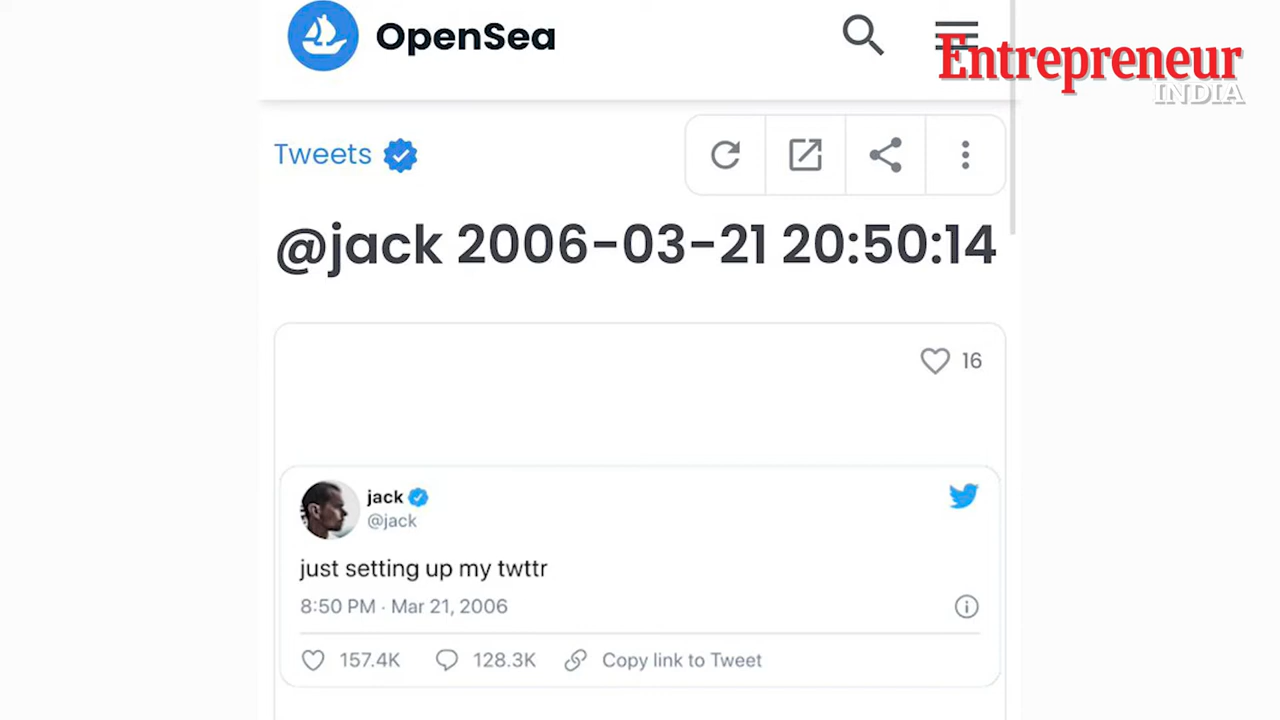 OpenSea
Entrepreneur
INDIA
Tweets
@jack 2006-03-21 20:50:14
16
jack
@jack
just setting up my twttr
8:50 PM · Mar 21, 2006
157.4K 128.3K Copy link to Tweet